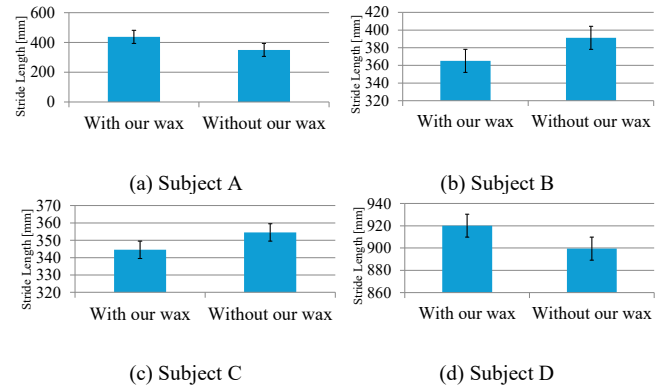 Stride Length [mm]
600
400
200
0
With our wax Without our wax
(a) Subject A
Stride Length [mm]
420
400
380
360
340
320
With our wax Without our wax
(b) Subject B
Stride Length [mm]
370
360
350
340
330
320
With our wax Without our wax
(c) Subject C
Stride Length [mm]
940
920
900
880
860
With our wax Without our wax
(d) Subject D